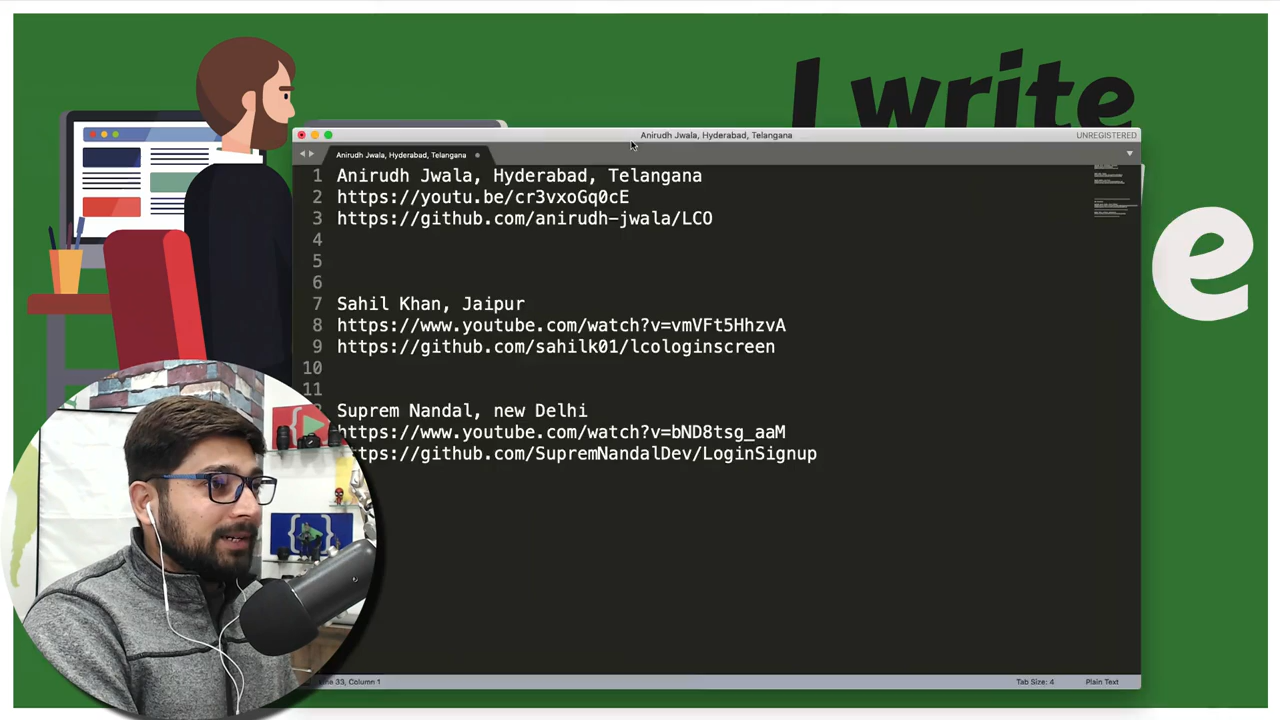 I write
e
Anirudh Jwala, Hyderabad, Telangana
UNREGISTERED
Anirudh Jwala, Hyderabad, Telangana
1 Anirudh Jwala, Hyderabad, Telangana
2 https://youtu.be/cr3vxoGq0cE
3 https://github.com/anirudh-jwala/LCO
4
5
6
7 Sahil Khan, Jaipur
8 https://www.youtube.com/watch?v=vmVFt5HhzvA
9 https://github.com/sahilk01/lcologinscreen
10
11
Suprem Nandal, new Delhi
https://www.youtube.com/watch?v=bND8tsg_aaM
ttps://github.com/SupremNandalDev/LoginSignup
Line 33, Column 1
Tab Size: 4
Plain Text